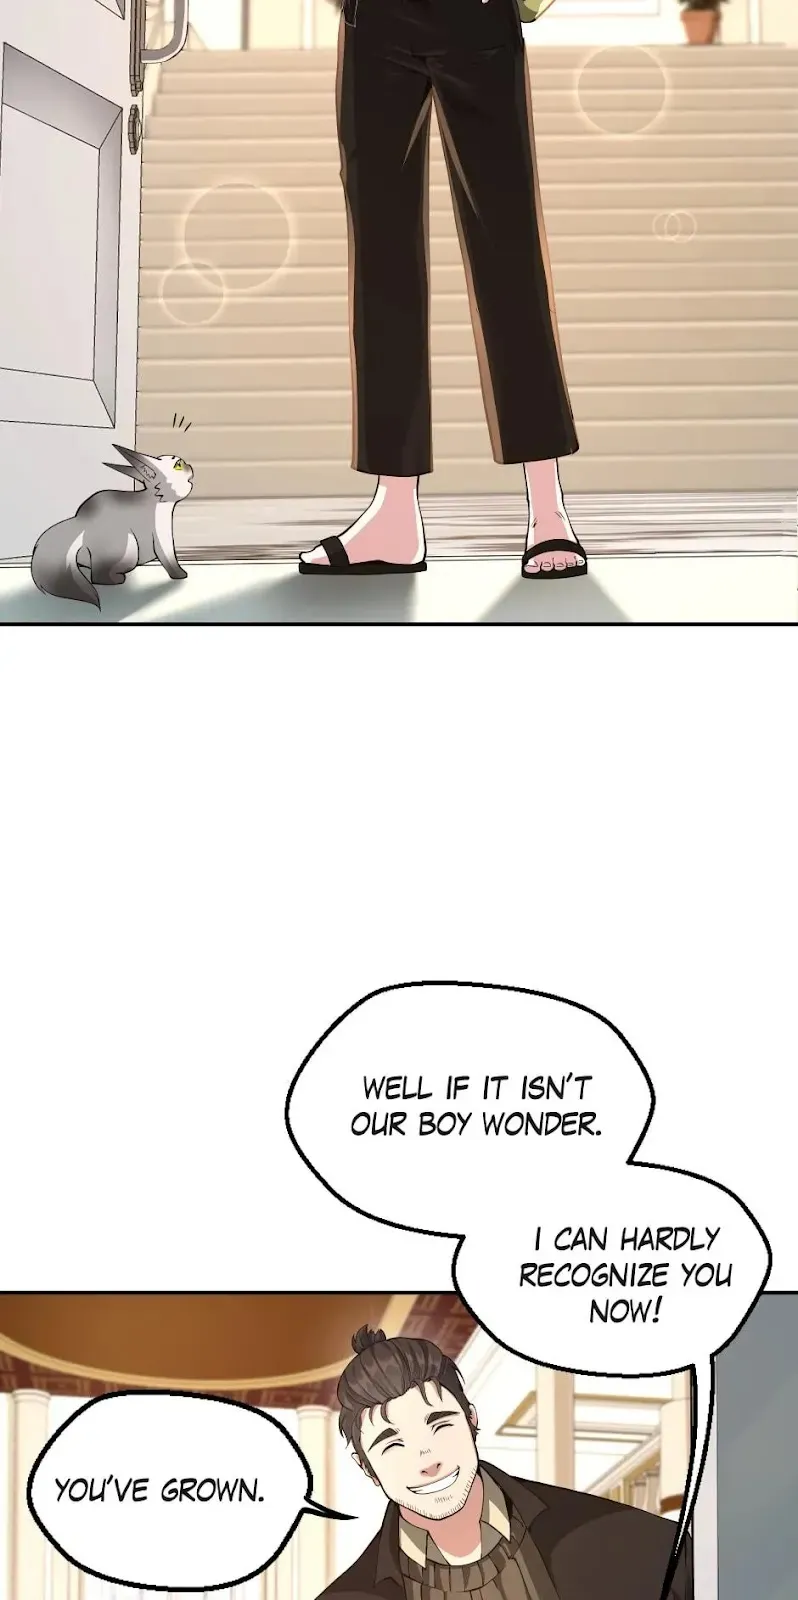 WELL IF IT ISN'T
OUR BOY WONDER.
I CAN HARDLY
RECOGNIZE YOU
NOW!
YOU'VE GROWN.